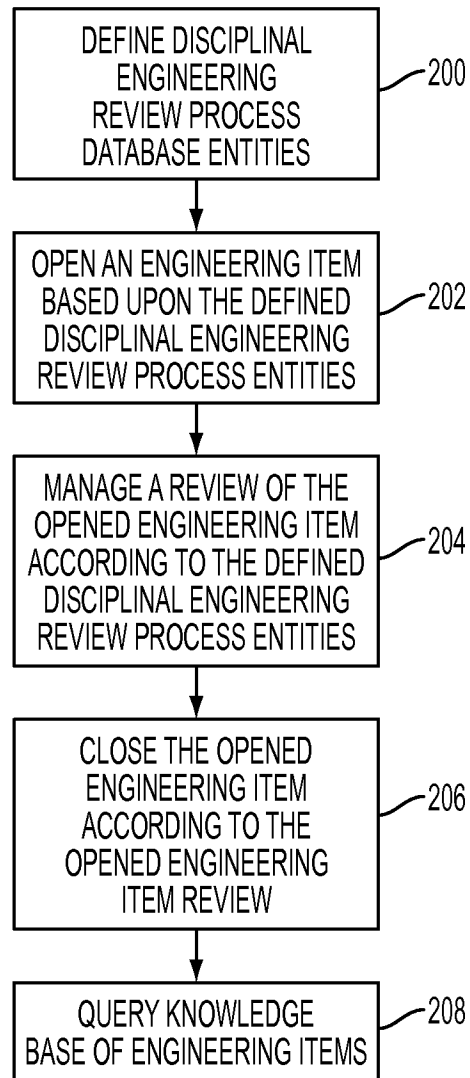 DEFINE DISCIPLINAL
ENGINEERING
REVIEW PROCESS
DATABASE ENTITIES
200
OPEN AN ENGINEERING ITEM
BASED UPON THE DEFINED
DISCIPLINAL ENGINEERING
REVIEW PROCESS ENTITIES
202
MANAGE A REVIEW OF THE
OPENED ENGINEERING ITEM
ACCORDING TO THE DEFINED
DISCIPLINAL ENGINEERING
REVIEW PROCESS ENTITIES
204
CLOSE THE OPENED
ENGINEERING ITEM
ACCORDING TO THE
OPENED ENGINEERING
ITEM REVIEW
206
QUERY KNOWLEDGE
BASE OF ENGINEERING ITEMS
208